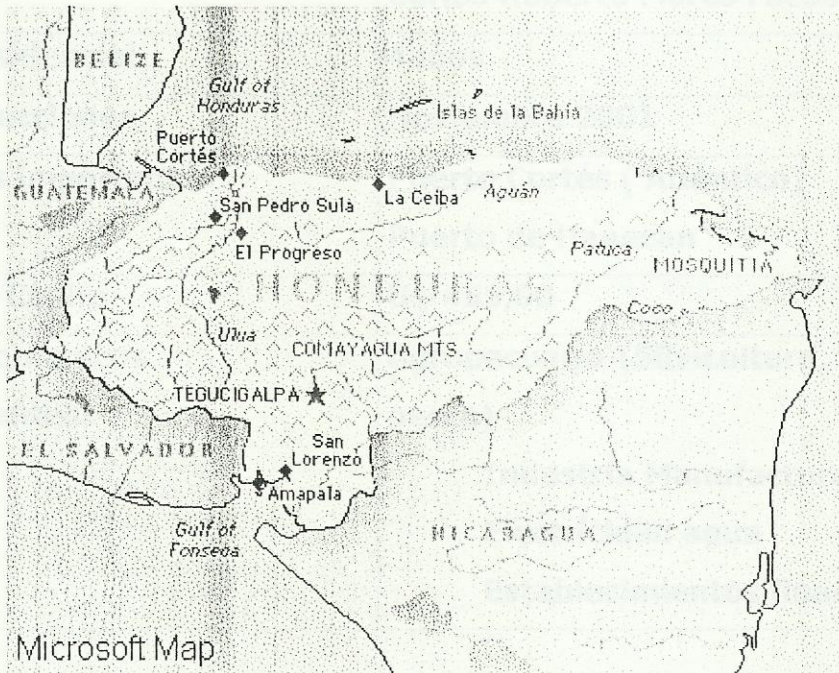 BELIZE
Gulf of
Honduras
Islas de la Bahía
Puerto
Cortés
GUATEMALA
La Ceiba
Aguán
San Pedro Sula
El Progreso
Patuca
MOSQUITIA
HONDURAS
Coco
Ulua
COMAYAGUA MTS.
TEGUCIGALPA
EL SALVADOR
San
Lorenzo
Amapala
NICARAGUA
Gulf of
Fonseca
Microsoft Map